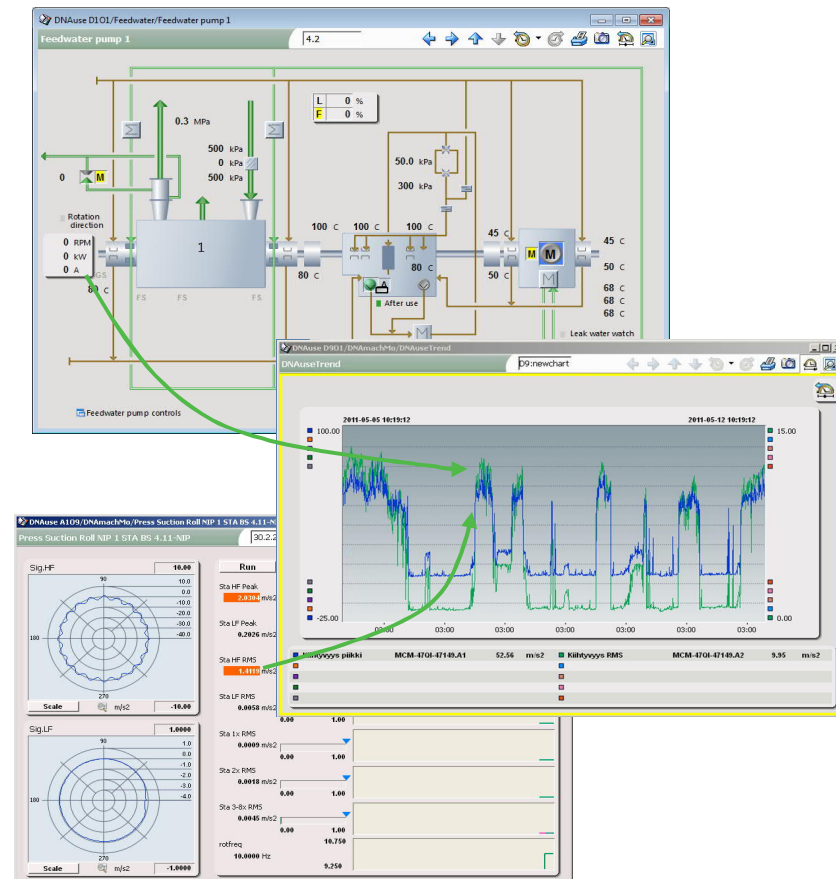 DNAuse D101/Feedwater/Feedwater pump 1
Feedwater pump 1
4.2
L 0 %
F 0 %
0.3 MPa
500 kPa
0 kPa
500 kPa
50.0 kPa
300 kPa
0
M
Rotation
direction
0 RPM
0 kW
0 A
80 C
1
FS FS FS
80 C
100 C 100 C 100 C
80 C
A
After use
M
45 C
50 C
M M
M
45 C
50 C
68 C
68 C
68 C
Leak water watch
Feedwater pump controls
DNAuse D901/DNAmachMo/DNAuseTrend
DNAuseTrend
D9:newchart
2011-05-05 10:19:12 2011-05-12 10:19:12
100.00 15.00
-25.00 0.00
03:00 03:00 03:00 03:00 03:00 03:00 03:00
Kiihtyvyys piikki MCM-47QI-47149.A1 52.56 m/s2 Kiihtyvyys RMS MCM-47QI-47149.A2 9.95 m/s2
DNAuse A109/DNAmachMo/Press Suction Roll NIP 1 STA BS 4.11-NI
Press Suction Roll NIP 1 STA BS 4.11-NIP
30.2.2
Sig.HF 10.00
90
10.0
0.0
-10.0
-20.0
-30.0
-40.0
180
270
Scale m/s2 -10.00
Sig.LF 1.0000
90
1.0
0.0
-1.0
-2.0
-3.0
-4.0
180
270
Scale m/s2 -1.0000
Run
Sta HF Peak
2.0304 m/s2
Sta LF Peak
0.2026 m/s2
Sta HF RMS
m/s2
Sta LF RMS
0.0058 m/s2
0.00 1.00
Sta 1x RMS
0.0009 m/s2
0.00 1.00
Sta 2x RMS
0.0018 m/s2
0.00 1.00
Sta 3-8x RMS
0.0045 m/s2
0.00 1.00
rotfreq 10.750
10.0000 Hz
9.250